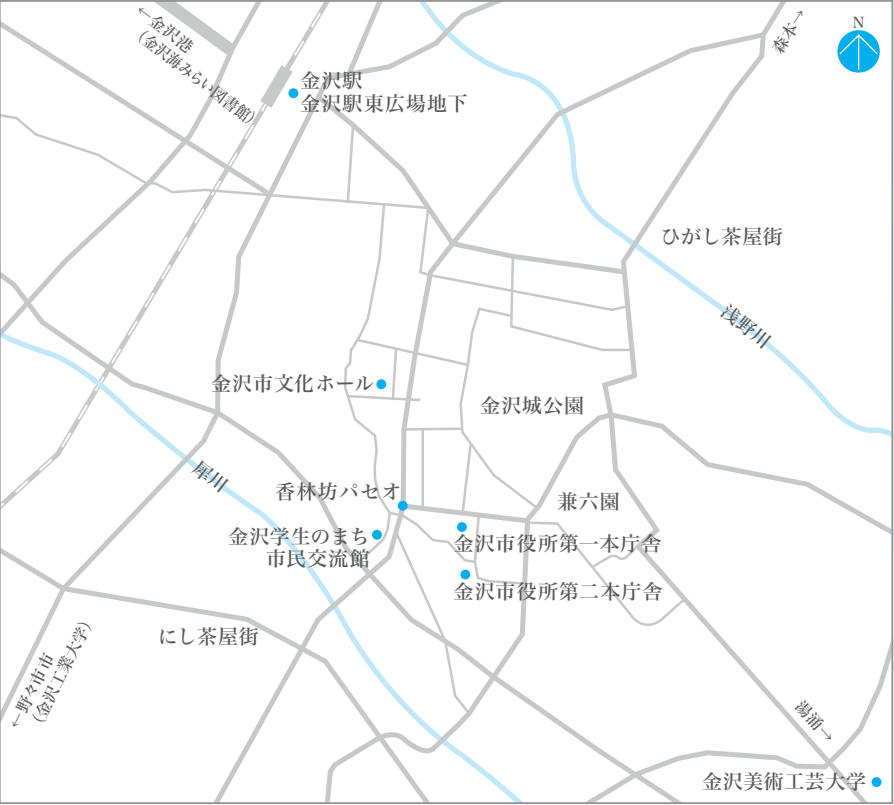 ←金沢港
(金沢海みらい図書館)
金沢駅
金沢駅東広場地下
森本→
N
ひがし茶屋街
浅野川
金沢市文化ホール
金沢城公園
犀川
香林坊パセオ
兼六園
金沢学生のまち
市民交流館
金沢市役所第一本庁舎
金沢市役所第二本庁舎
にし茶屋街
←野々市市
(金沢工業大学)
湯涌→
金沢美術工芸大学